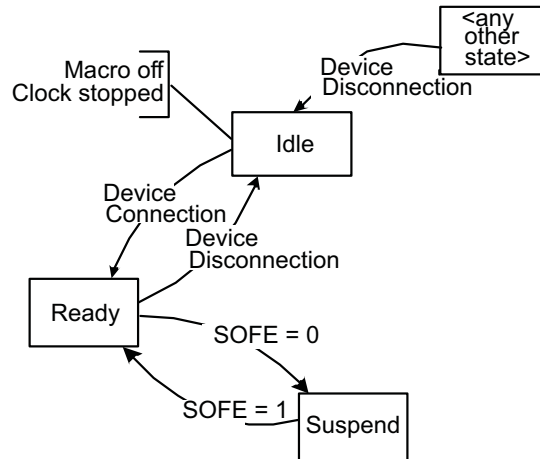 <any
other
state>
Macro off
Clock stopped
Device
Disconnection
Idle
Device
Connection
Device
Disconnection
Ready
SOFE = 0
SOFE = 1
Suspend